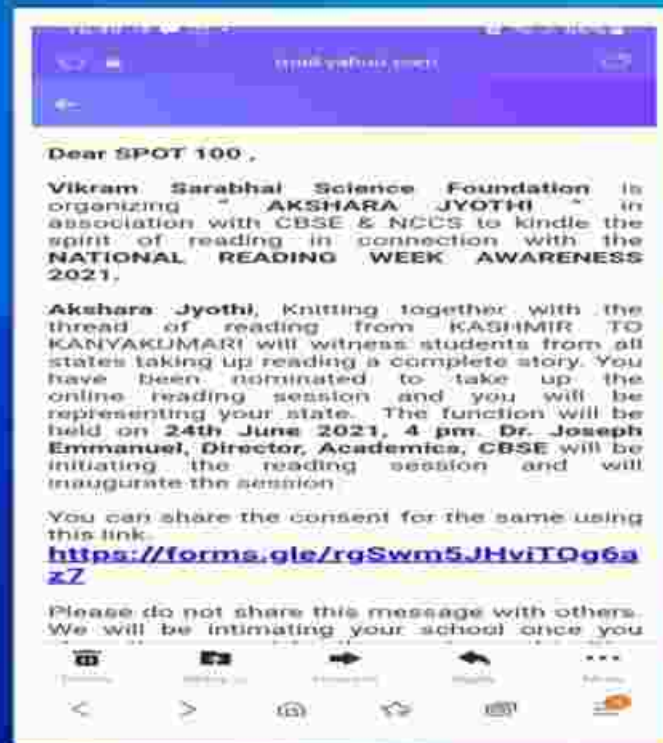 mail.yahoo.com
Dear SPOT 100 ,
Vikram Sarabhai Science Foundation is
organizing " AKSHARA JYOTHI " in
association with CBSE & NCCS to kindle the
spirit of reading in connection with the
NATIONAL READING WEEK AWARENESS
2021.
Akshara Jyothi, Knitting together with the
thread of reading from KASHMIR TO
KANYAKUMARI will witness students from all
states taking up reading a complete story. You
have been nominated to take up the
online reading session and you will be
representing your state. The function will be
held on 24th June 2021, 4 pm. Dr. Joseph
Emmanuel, Director, Academics, CBSE will be
initiating the reading session and will
inaugurate the session
You can share the consent for the same using
this link.
https://forms.gle/rgSwm5JHviTOg6a
z7
Please do not share this message with others.
We will be intimating your school once you